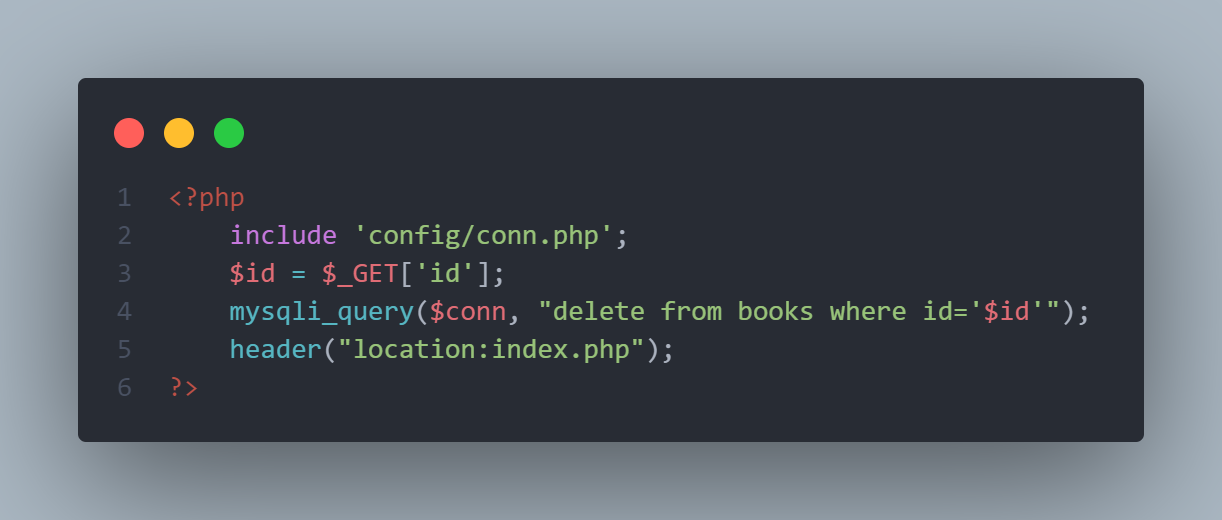 1 <?php
2     include 'config/conn.php';
3     $id = $_GET['id'];
4     mysqli_query($conn, "delete from books where id='$id'");
5     header("location:index.php");
6 ?>